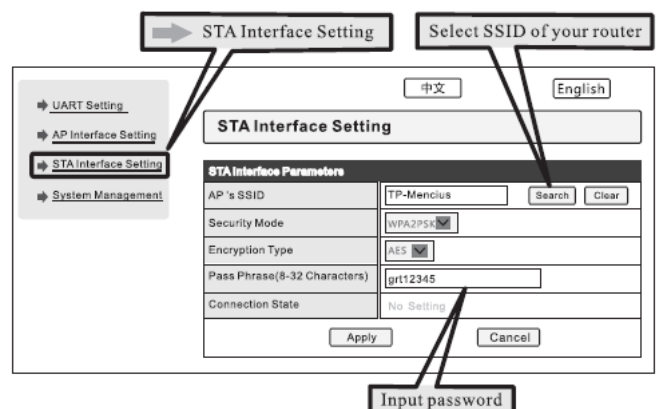 STA Interface Setting
Select SSID of your router
中文
English
UART Setting
AP Interface Setting
STA Interface Setting
System Management
STA Interface Setting
STA Interface Parameters
AP 's SSID
TP-Mencius
Search
Clear
Security Mode
WPA2PSK
Encryption Type
AES
Pass Phrase(8-32 Characters)
grt12345
Connection State
No Setting
Apply
Cancel
Input password